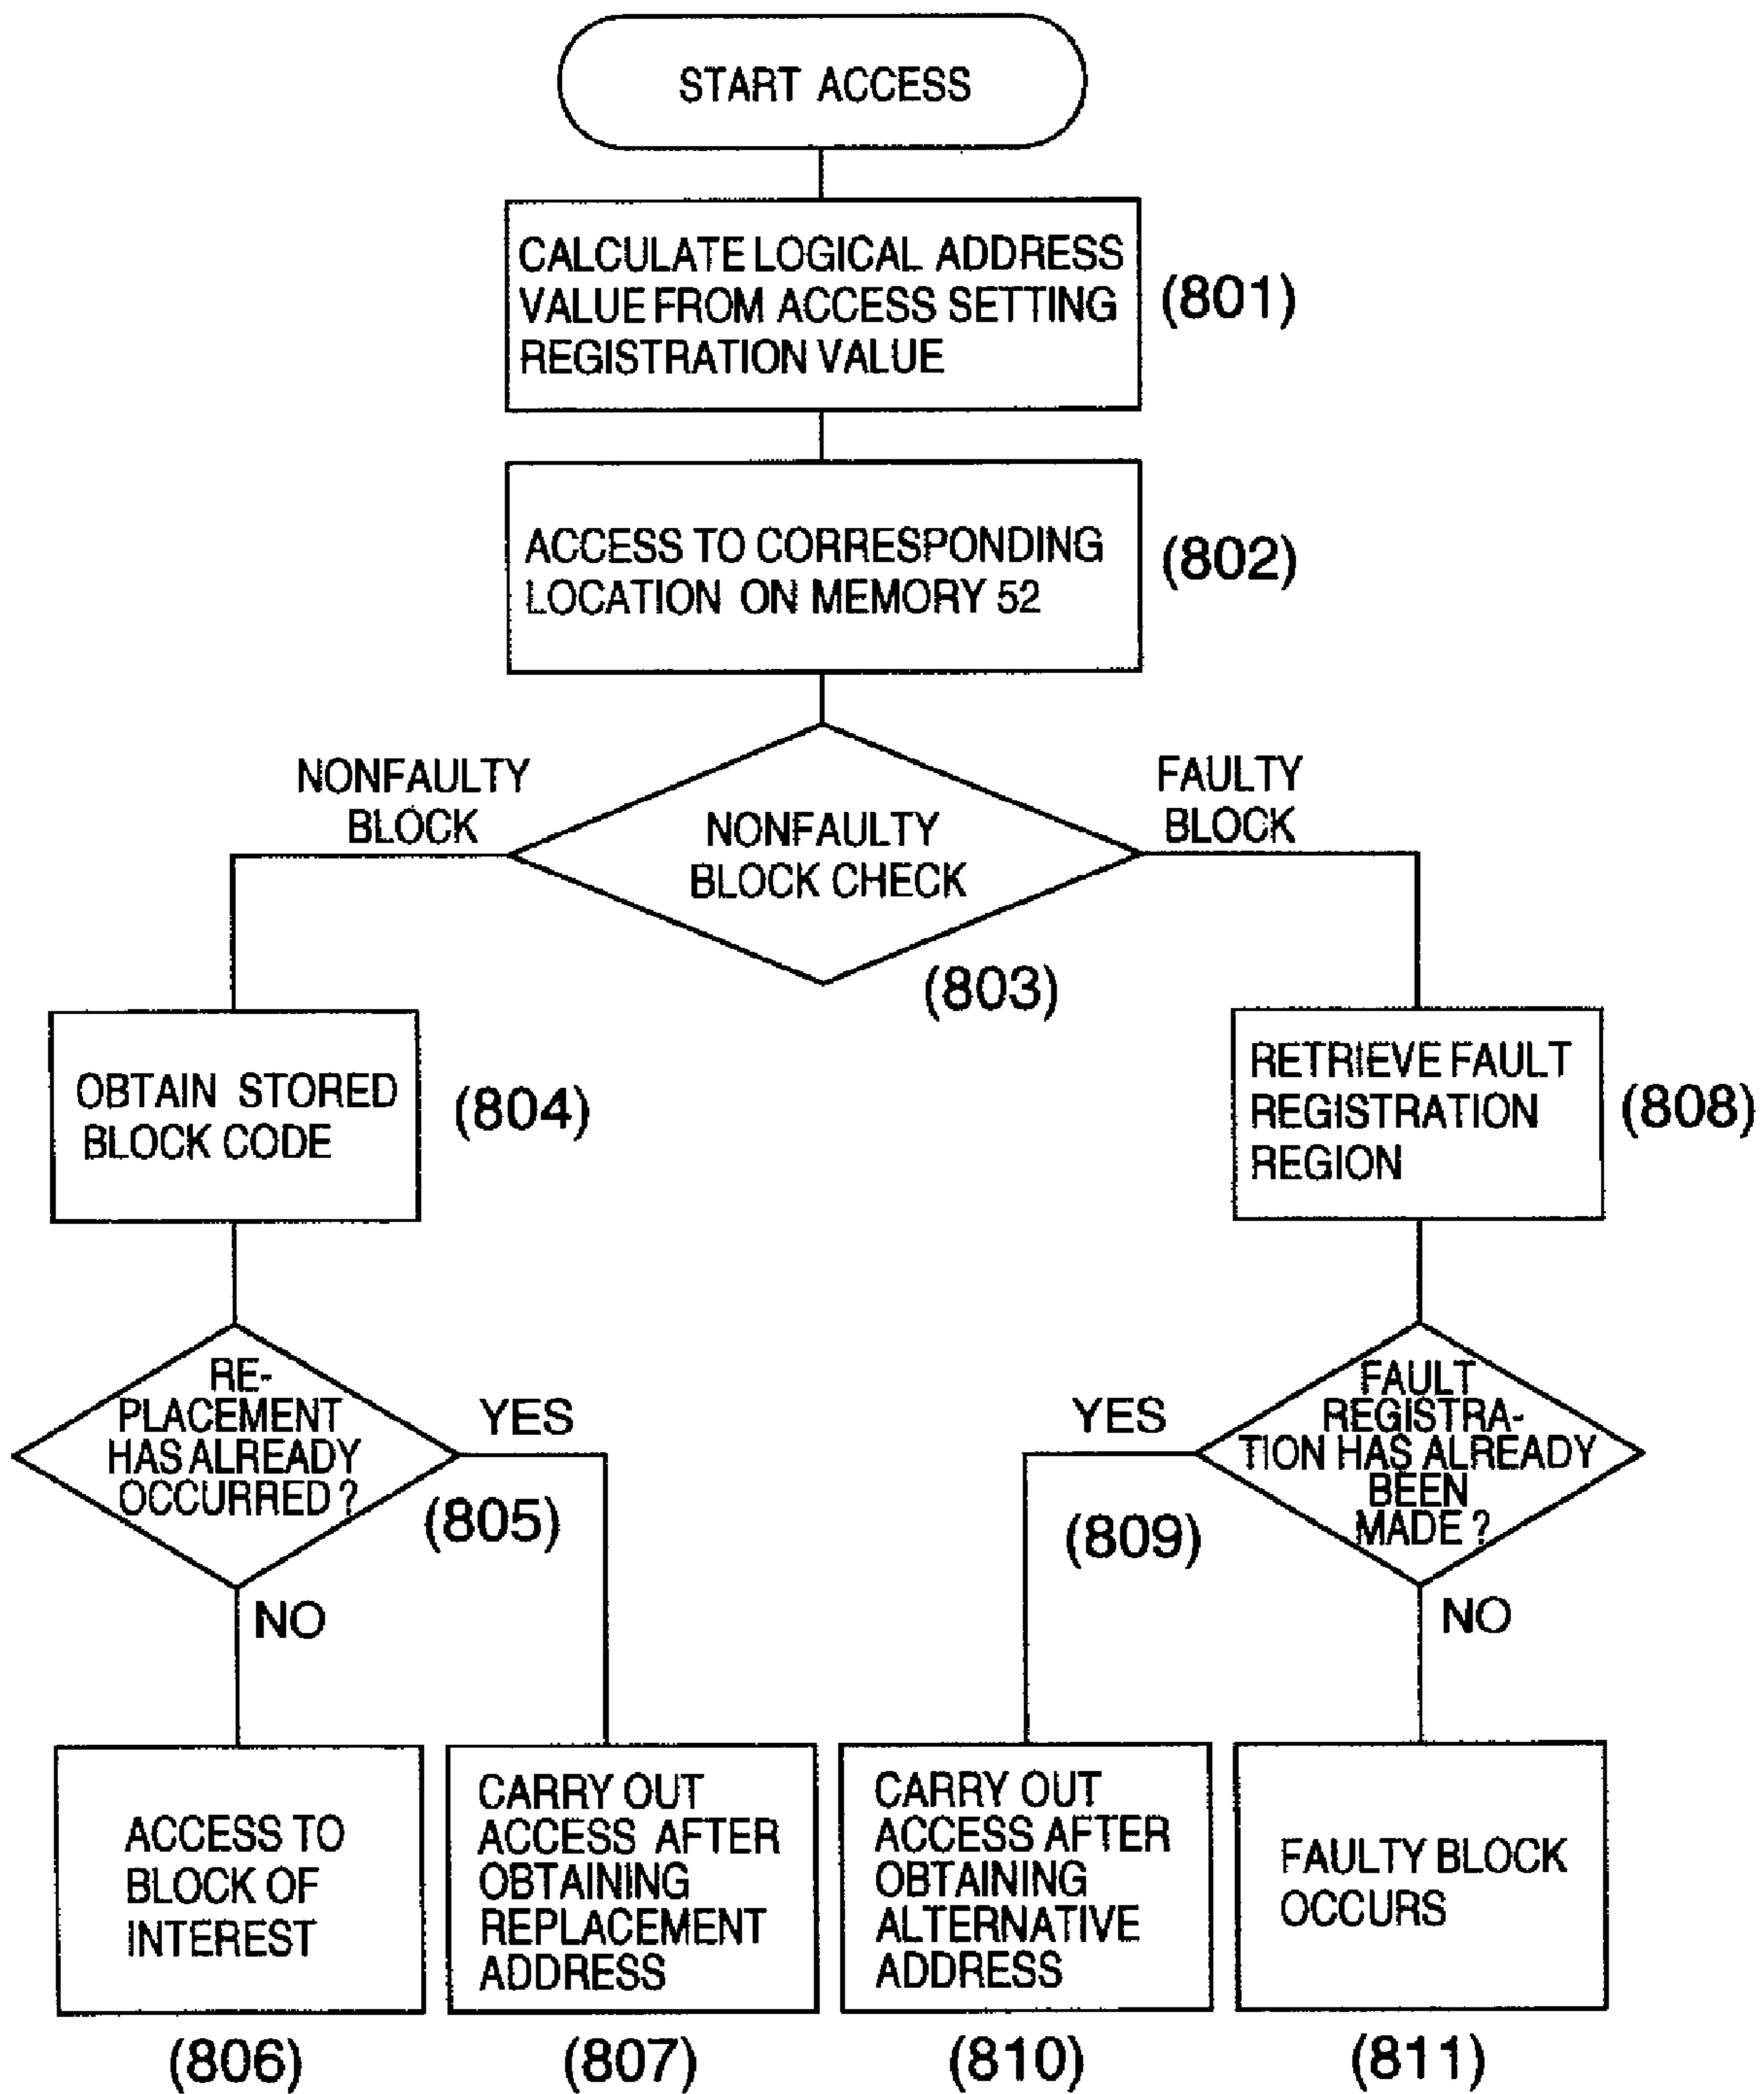 START ACCESS
CALCULATE LOGICAL ADDRESS
VALUE FROM ACCESS SETTING
REGISTRATION VALUE
(801)
ACCESS TO CORRESPONDING
LOCATION ON MEMORY 52
(802)
NONFAULTY
BLOCK
NONFAULTY
BLOCK CHECK
FAULTY
BLOCK
(803)
OBTAIN STORED
BLOCK CODE
(804)
RETRIEVE FAULT
REGISTRATION
REGION
(808)
RE-
PLACEMENT
HAS ALREADY
OCCURRED ?
YES
(805)
NO
FAULT
REGISTRA-
TION HAS ALREADY
BEEN
MADE ?
YES
(809)
NO
ACCESS TO
BLOCK OF
INTEREST
(806)
CARRY OUT
ACCESS AFTER
OBTAINING
REPLACEMENT
ADDRESS
(807)
CARRY OUT
ACCESS AFTER
OBTAINING
ALTERNATIVE
ADDRESS
(810)
FAULTY BLOCK
OCCURS
(811)